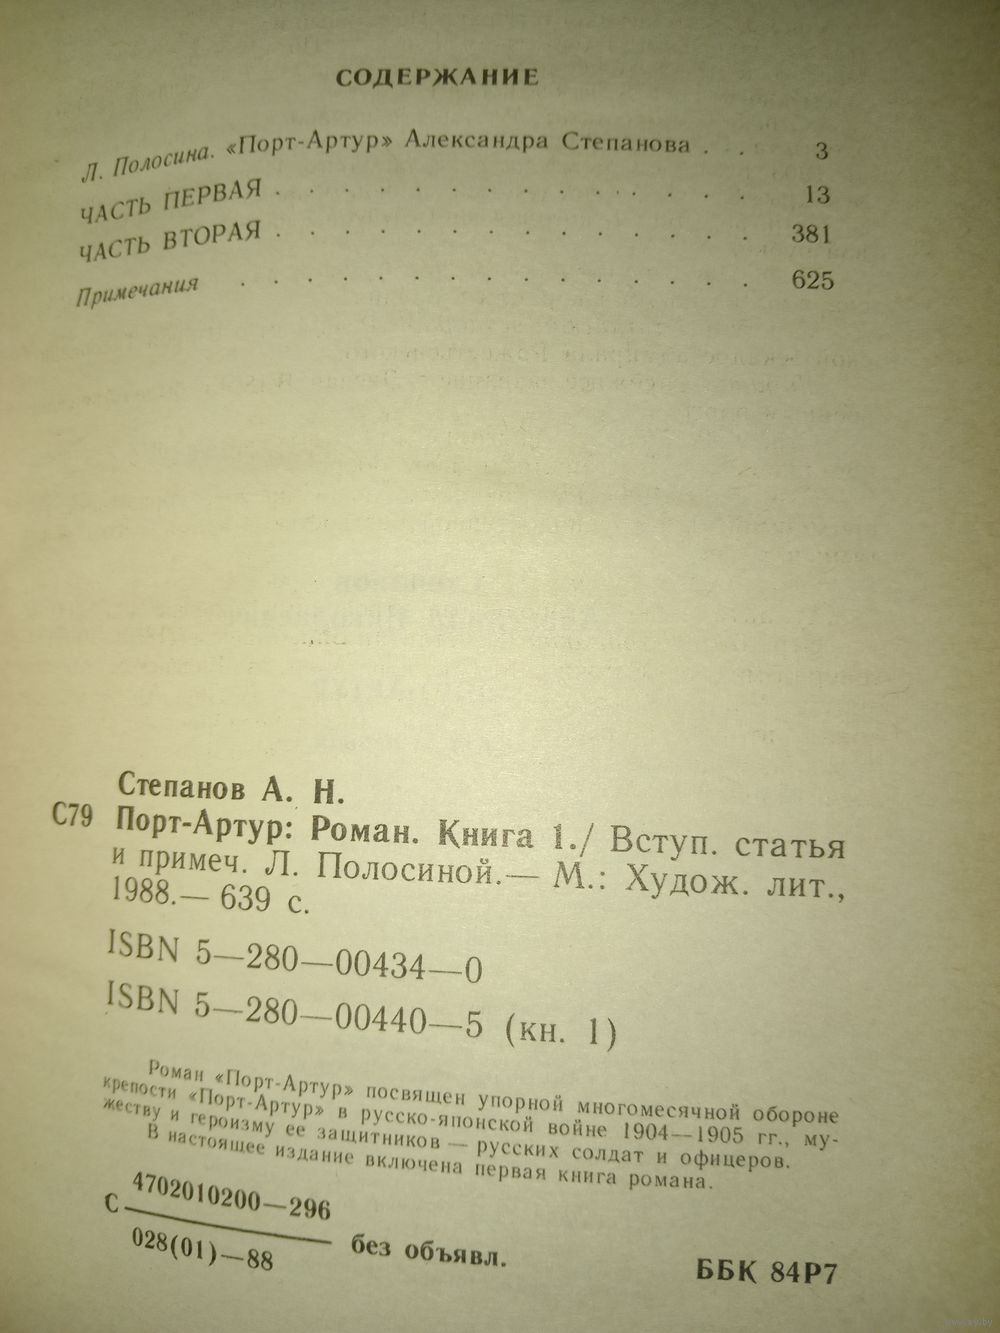 СОДЕРЖАНИЕ
Л. Полосина. «Порт-Артур» Александра Степанова . . 3
ЧАСТЬ ПЕРВАЯ . . . . . . . . . . . . . . 13
ЧАСТЬ ВТОРАЯ . . . . . . . . . . . . . . 381
Примечания . . . . . . . . . . . . . . 625
Степанов А. Н.
С79 Порт-Артур: Роман. Книга 1./ Вступ. статья
и примеч. Л. Полосиной.— М.: Худож. лит.,
1988.— 639 с.
ISBN 5—280—00434—0
ISBN 5—280—00440—5 (кн. 1)
Роман «Порт-Артур» посвящен упорной многомесячной обороне
крепости «Порт-Артур» в русско-японской войне 1904—1905 гг., му-
жеству и героизму ее защитников — русских солдат и офицеров.
В настоящее издание включена первая книга романа.
4702010200—296
С
028(01)—88
без объявл.
ББК 84Р7